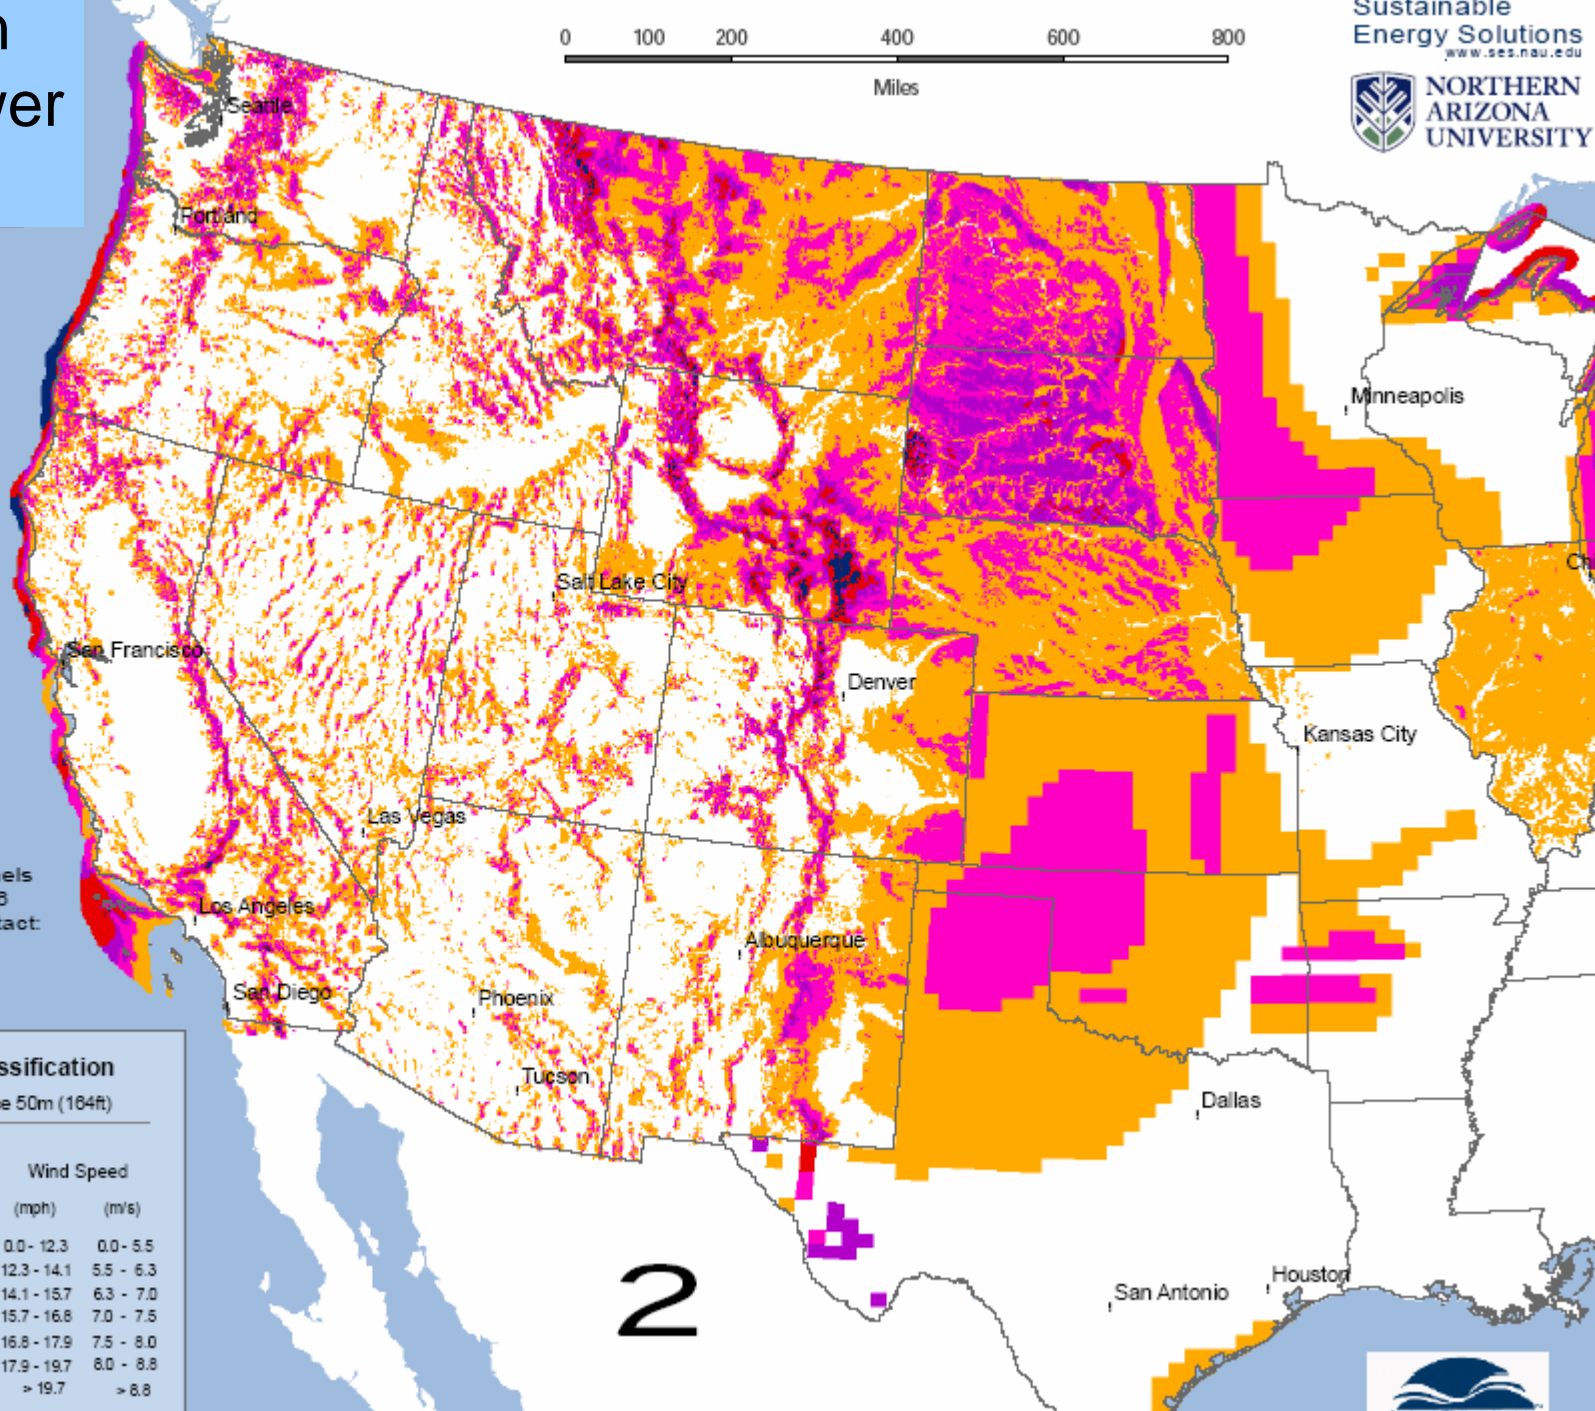 n
ver
Sustainable
Energy Solutions
www.ses.nau.edu
NORTHERN
ARIZONA
UNIVERSITY
0 100 200 400 600 800
Miles
Seattle
Portland
Minneapolis
Salt Lake City
Ch
San Francisco
Denver
Kansas City
Las Vegas
els
3
tact:
Los Angeles
Albuquerque
San Diego
Phoenix
Tucson
Dallas
San Antonio
Houston
2
ssification
e 50m (164ft)
Wind Speed
(mph) (m/s)
0.0 - 12.3 0.0 - 5.5
12.3 - 14.1 5.5 - 6.3
14.1 - 15.7 6.3 - 7.0
15.7 - 16.8 7.0 - 7.5
16.8 - 17.9 7.5 - 8.0
17.9 - 19.7 8.0 - 8.8
> 19.7 > 8.8